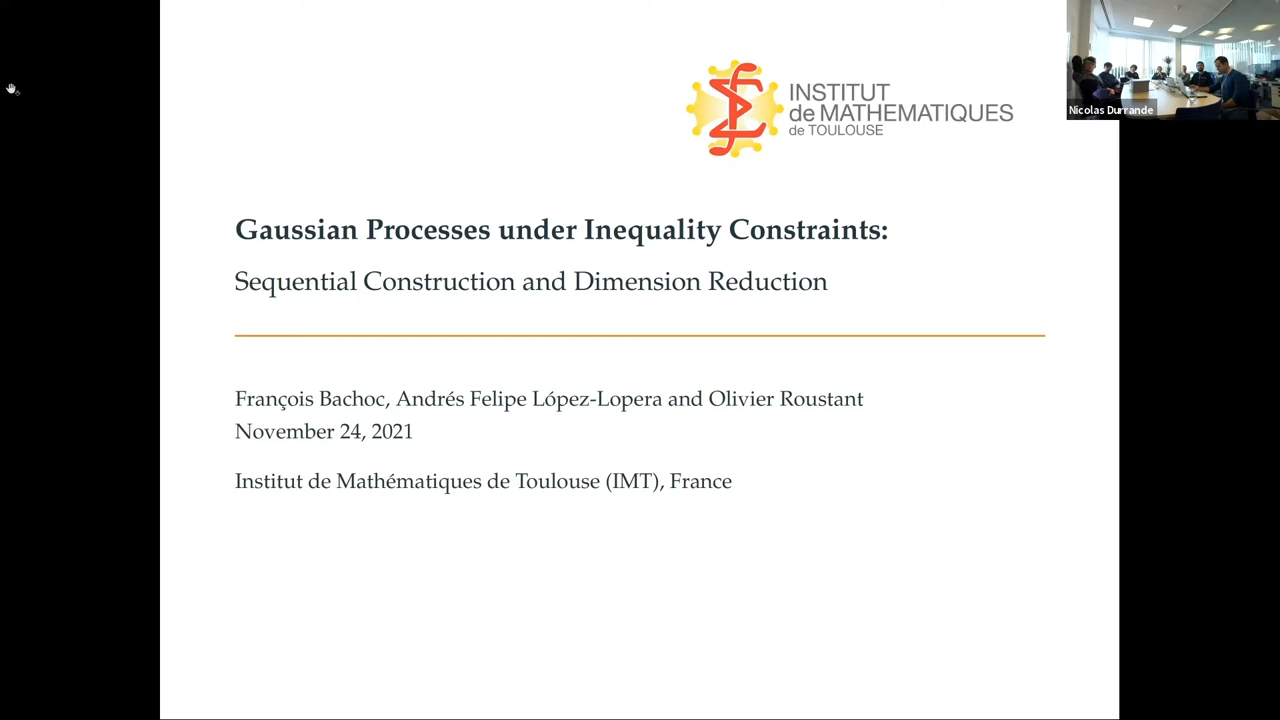 INSTITUT
de MATHEMATIQUES
de TOULOUSE
Nicolas Durrande
Gaussian Processes under Inequality Constraints:
Sequential Construction and Dimension Reduction
François Bachoc, Andrés Felipe López-Lopera and Olivier Roustant
November 24, 2021
Institut de Mathématiques de Toulouse (IMT), France